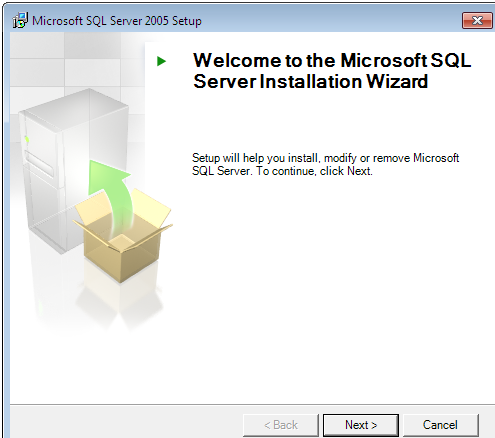 Microsoft SQL Server 2005 Setup
Welcome to the Microsoft SQL
Server Installation Wizard
Setup will help you install, modify or remove Microsoft
SQL Server. To continue, click Next.
< Back Next > Cancel